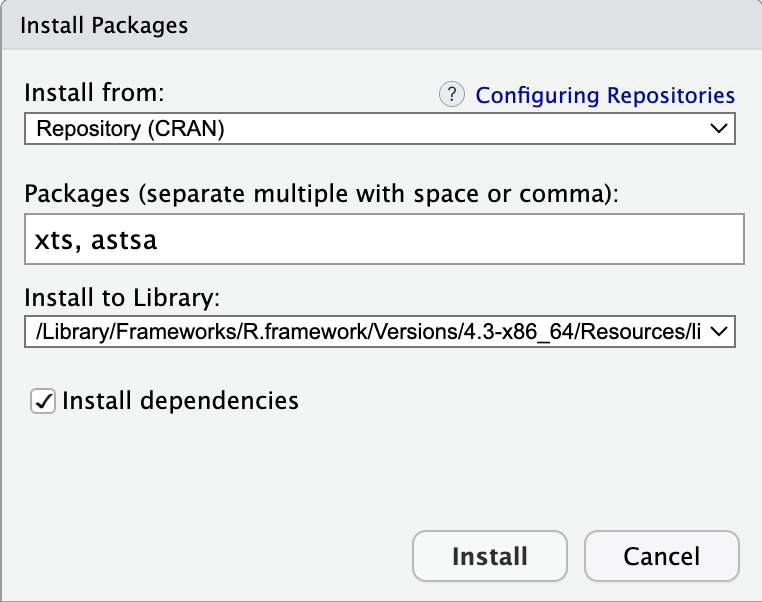 Install Packages
Install from:
? Configuring Repositories
Repository (CRAN)
Packages (separate multiple with space or comma):
xts, astsa
Install to Library:
/Library/Frameworks/R.framework/Versions/4.3-x86_64/Resources/li
Install dependencies
Install
Cancel